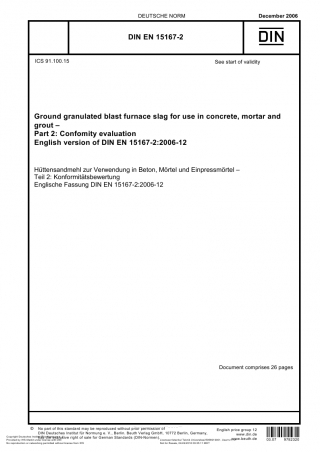 DEUTSCHE NORM
December 2006
DIN EN 15167-2
DIN
ICS 91.100.15
See start of validity
Ground granulated blast furnace slag for use in concrete, mortar and
grout –
Part 2: Confomity evaluation
English version of DIN EN 15167-2:2006-12
Hüttensandmehl zur Verwendung in Beton, Mörtel und Einpressmörtel –
Teil 2: Konformitätsbewertung
Englische Fassung DIN EN 15167-2:2006-12
Document comprises 26 pages
© No part of this standard may be reproduced without prior permission of
DIN Deutsches Institut für Normung e. V., Berlin. Beuth Verlag GmbH, 10772 Berlin, Germany,
has the exclusive right of sale for German Standards (DIN-Normen).
English price group 12
www.din.de
www.beuth.de